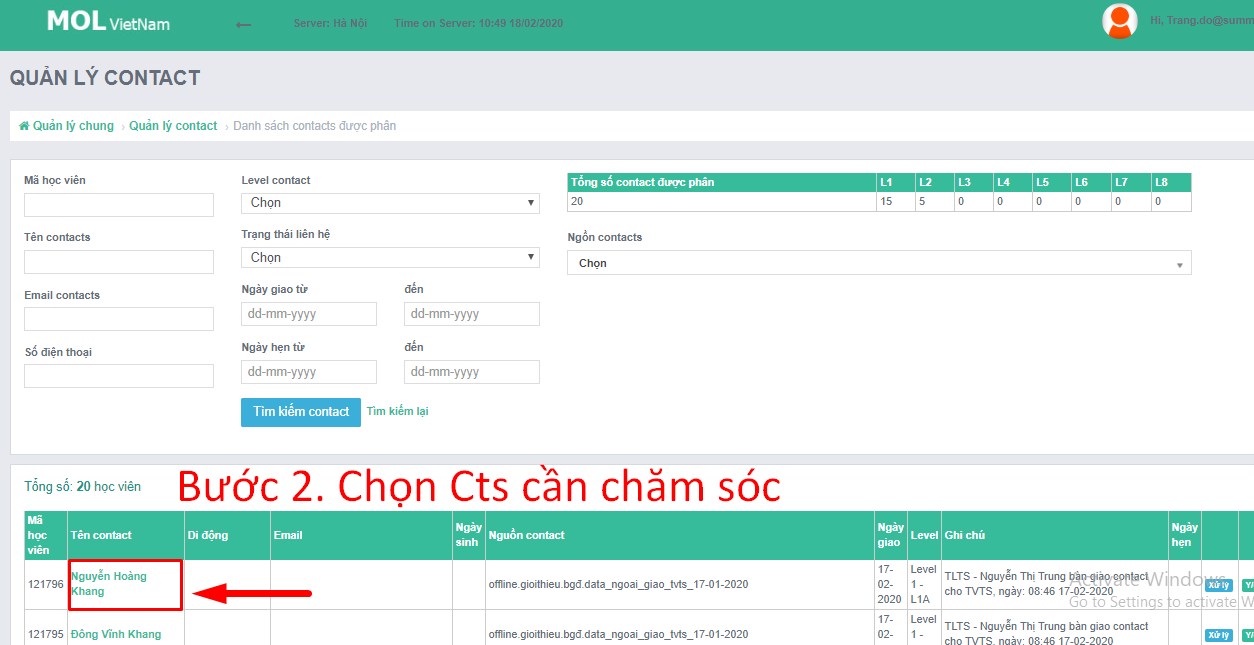 MOL VietNam
Server: Hà Nội
Time on Server: 10:49 18/02/2020
Hi, Trang.do@summ
QUẢN LÝ CONTACT
Quản lý chung › Quản lý contact › Danh sách contacts được phân
Mã học viên
Tên contacts
Email contacts
Số điện thoại
Level contact
Chọn
Trạng thái liên hệ
Chọn
Ngày giao từ
đến
dd-mm-yyyy
dd-mm-yyyy
Ngày hẹn từ
đến
dd-mm-yyyy
dd-mm-yyyy
Tìm kiếm contact
Tìm kiếm lại
Tổng số contact được phân L1 L2 L3 L4 L5 L6 L7 L8
20 15 5 0 0 0 0 0 0
Ngồn contacts
Chọn
Tổng số: 20 học viên
Bước 2. Chọn Cts cần chăm sóc
Mã
học
viên
Tên contact
Di động
Email
Ngày
sinh
Nguồn contact
Ngày
giao
Level
Ghi chú
Ngày
hẹn
121796
Nguyễn Hoàng
Khang
offline.gioithieu.bgđ.data_ngoai_giao_tvts_17-01-2020
17-
02-
2020
Level
1 -
L1A
TLTS - Nguyễn Thị Trung bàn giao contact
cho TVTS, ngày: 08:46 17-02-2020
Xử lý
121795
Đông Vĩnh Khang
offline.gioithieu.bgđ.data_ngoai_giao_tvts_17-01-2020
17-
02-
Level
1 -
TLTS - Nguyễn Thị Trung bàn giao contact
cho TVTS, ngày: 08:46 17-02-2020
Xử lý
Activate Windows
Go to Settings to activate W